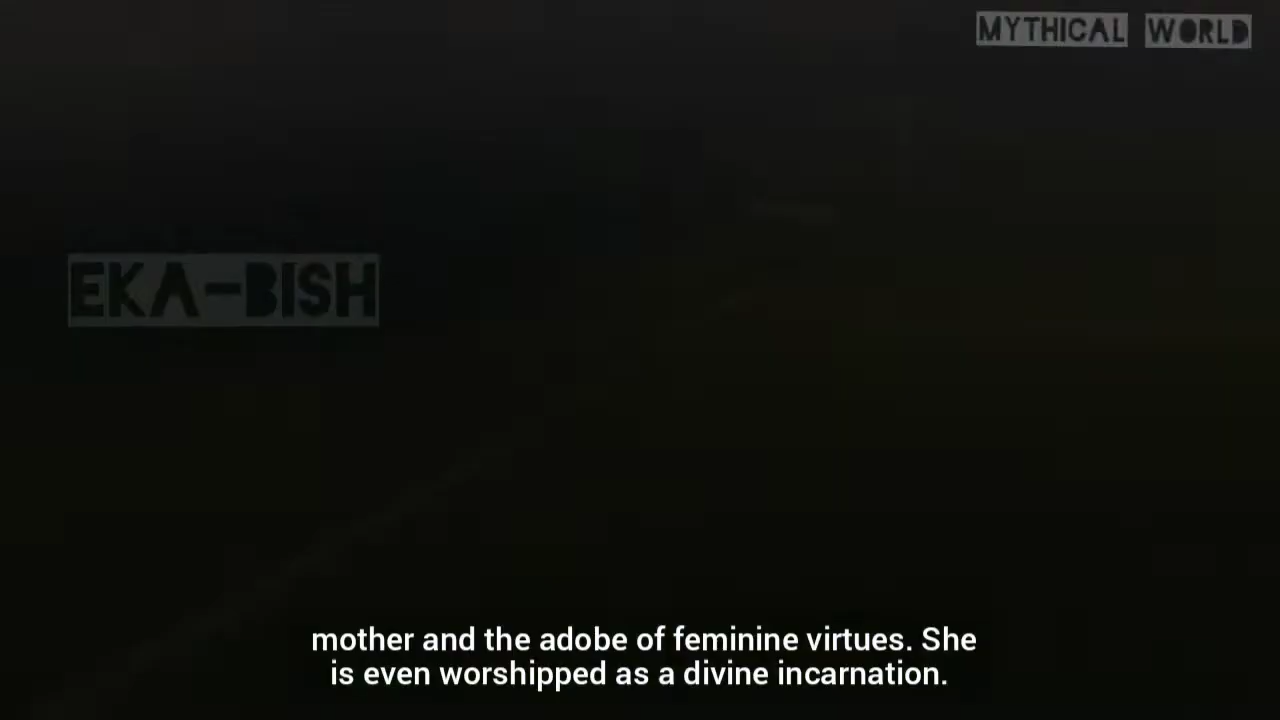 MYTHICAL WORLD
EKA-BISH
mother and the adobe of feminine virtues. She
is even worshipped as a divine incarnation.